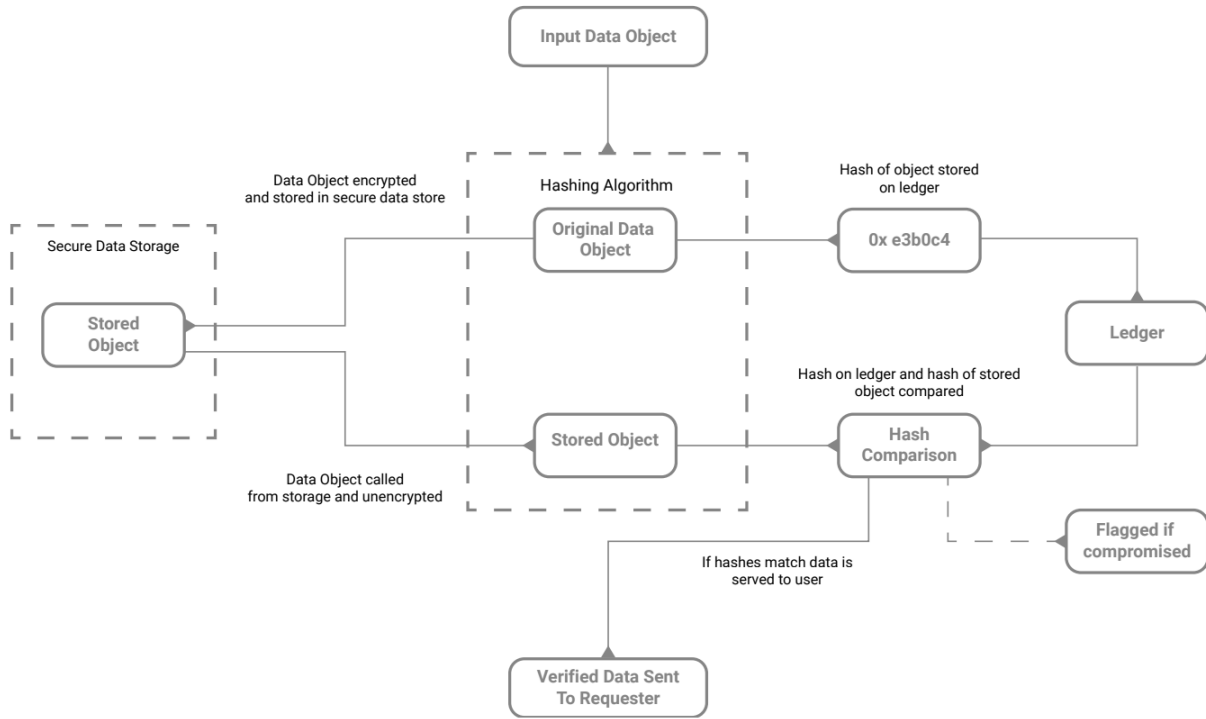 Input Data Object
Data Object encrypted
and stored in secure data store
Hashing Algorithm
Hash of object stored
on ledger
Original Data
Object
0x e3b0c4
Secure Data Storage
Stored
Object
Ledger
Hash on ledger and hash of stored
object compared
Stored Object
Hash
Comparison
Data Object called
from storage and unencrypted
Flagged if
compromised
If hashes match data is
served to user
Verified Data Sent
To Requester